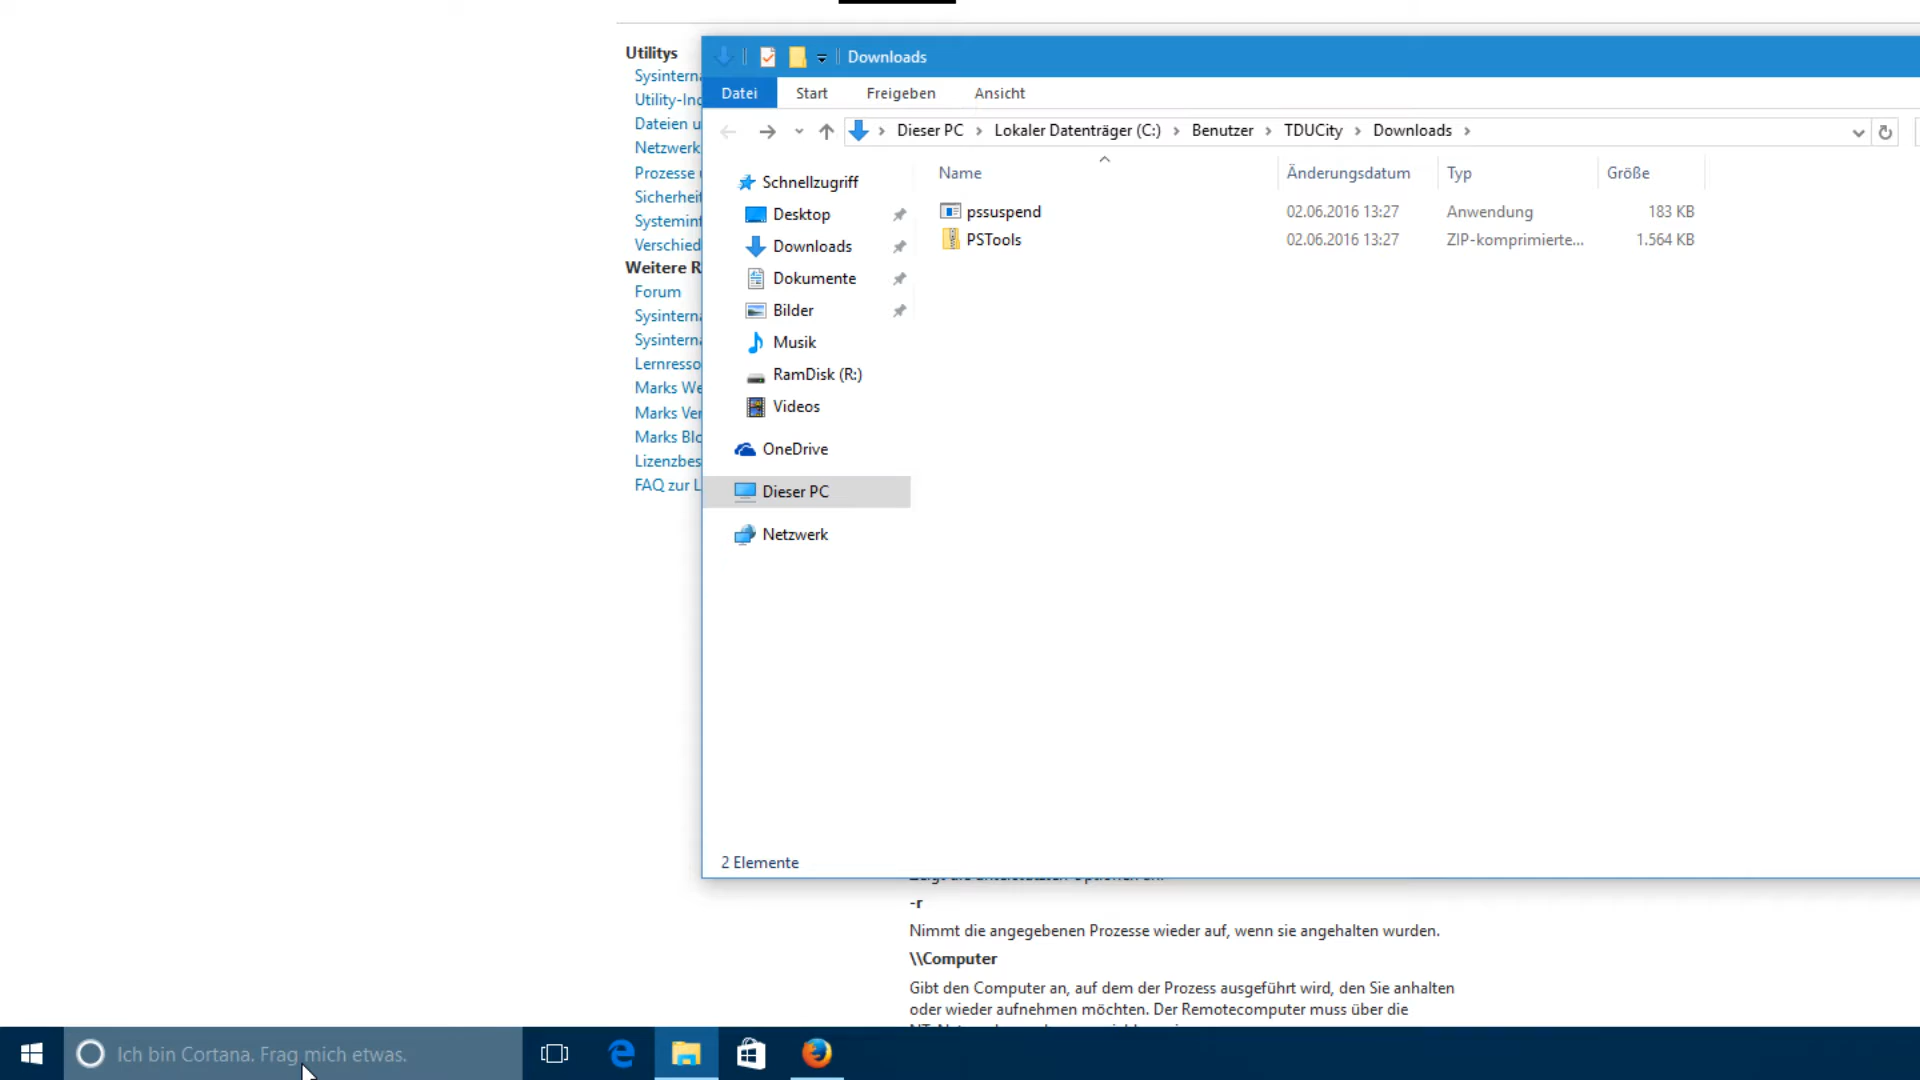 Utilitys
Sysinterna
Utility-Ind
Dateien u
Netzwerk
Prozesse u
Sicherheit
Systeminf
Verschied
Weitere R
Forum
Sysinterna
Sysinterna
Lernresso
Marks We
Marks Ver
Marks Blo
Lizenzbes
FAQ zur L
Downloads
Datei Start Freigeben Ansicht
Dieser PC Lokaler Datenträger (C:) Benutzer TDUCity Downloads
Name Änderungsdatum Typ Größe
pssuspend 02.06.2016 13:27 Anwendung 183 KB
PSTools 02.06.2016 13:27 ZIP-komprimierte... 1.564 KB
Schnellzugriff
Desktop
Downloads
Dokumente
Bilder
Musik
RamDisk (R:)
Videos
OneDrive
Dieser PC
Netzwerk
2 Elemente
-r
Nimmt die angegebenen Prozesse wieder auf, wenn sie angehalten wurden.
\\Computer
Gibt den Computer an, auf dem der Prozess ausgeführt wird, den Sie anhalten
oder wieder aufnehmen möchten. Der Remotecomputer muss über die
Ich bin Cortana. Frag mich etwas.